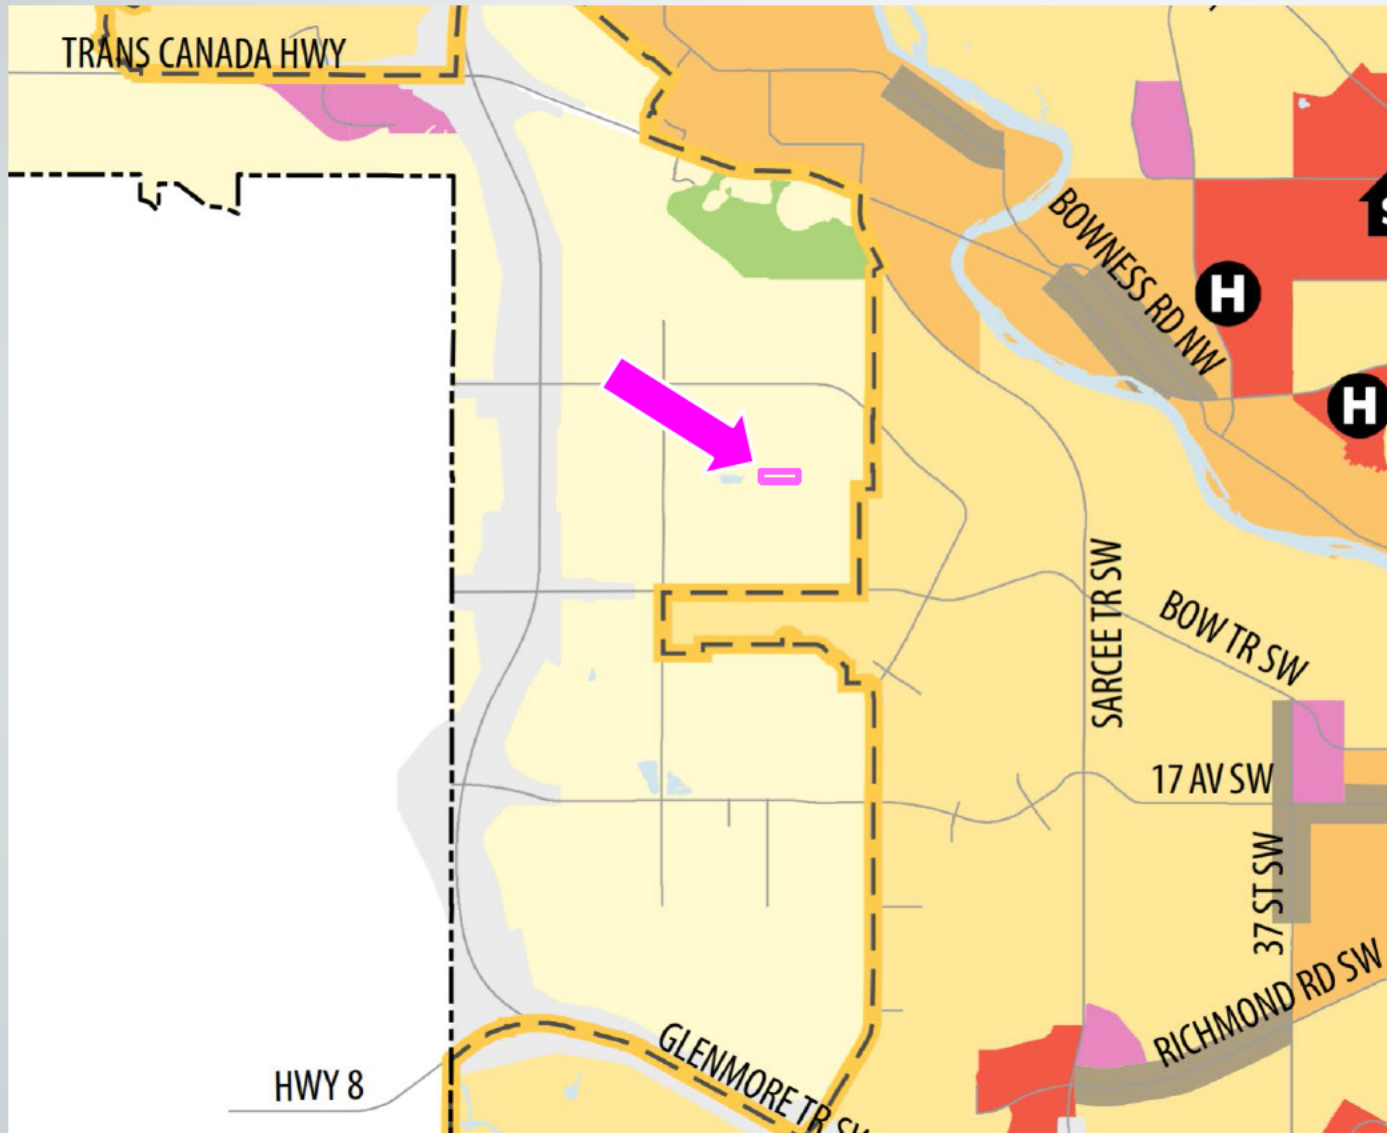 TRANS CANADA HWY
BOWNESS RD NW
H
H
SARCEE TR SW
BOW TR SW
17 AV SW
37 ST SW
RICHMOND RD SW
GLENMORE TR SW
HWY 8